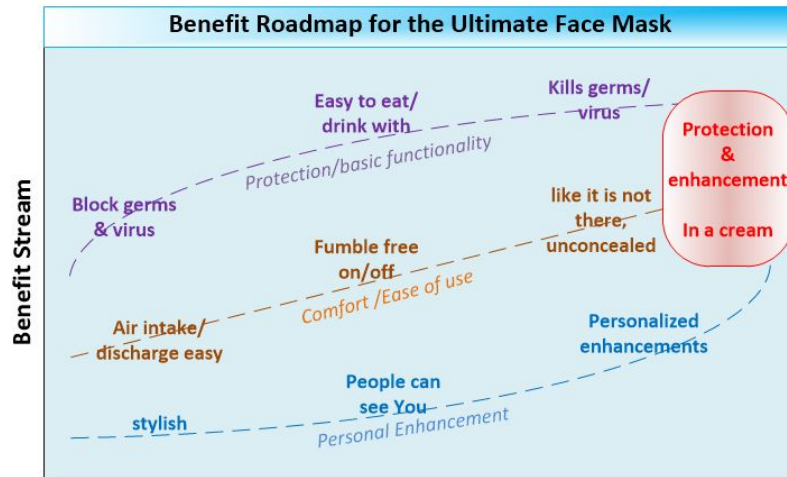 Benefit Roadmap for the Ultimate Face Mask
Benefit Stream
Block germs
& virus
Easy to eat/
drink with
Kills germs/
virus
Protection/basic functionality
Air intake/
discharge easy
Fumble free
on/off
like it is not
there,
unconcealed
Comfort /Ease of use
stylish
People can
see You
Personalized
enhancements
Personal Enhancement
Protection
&
enhancement
In a cream